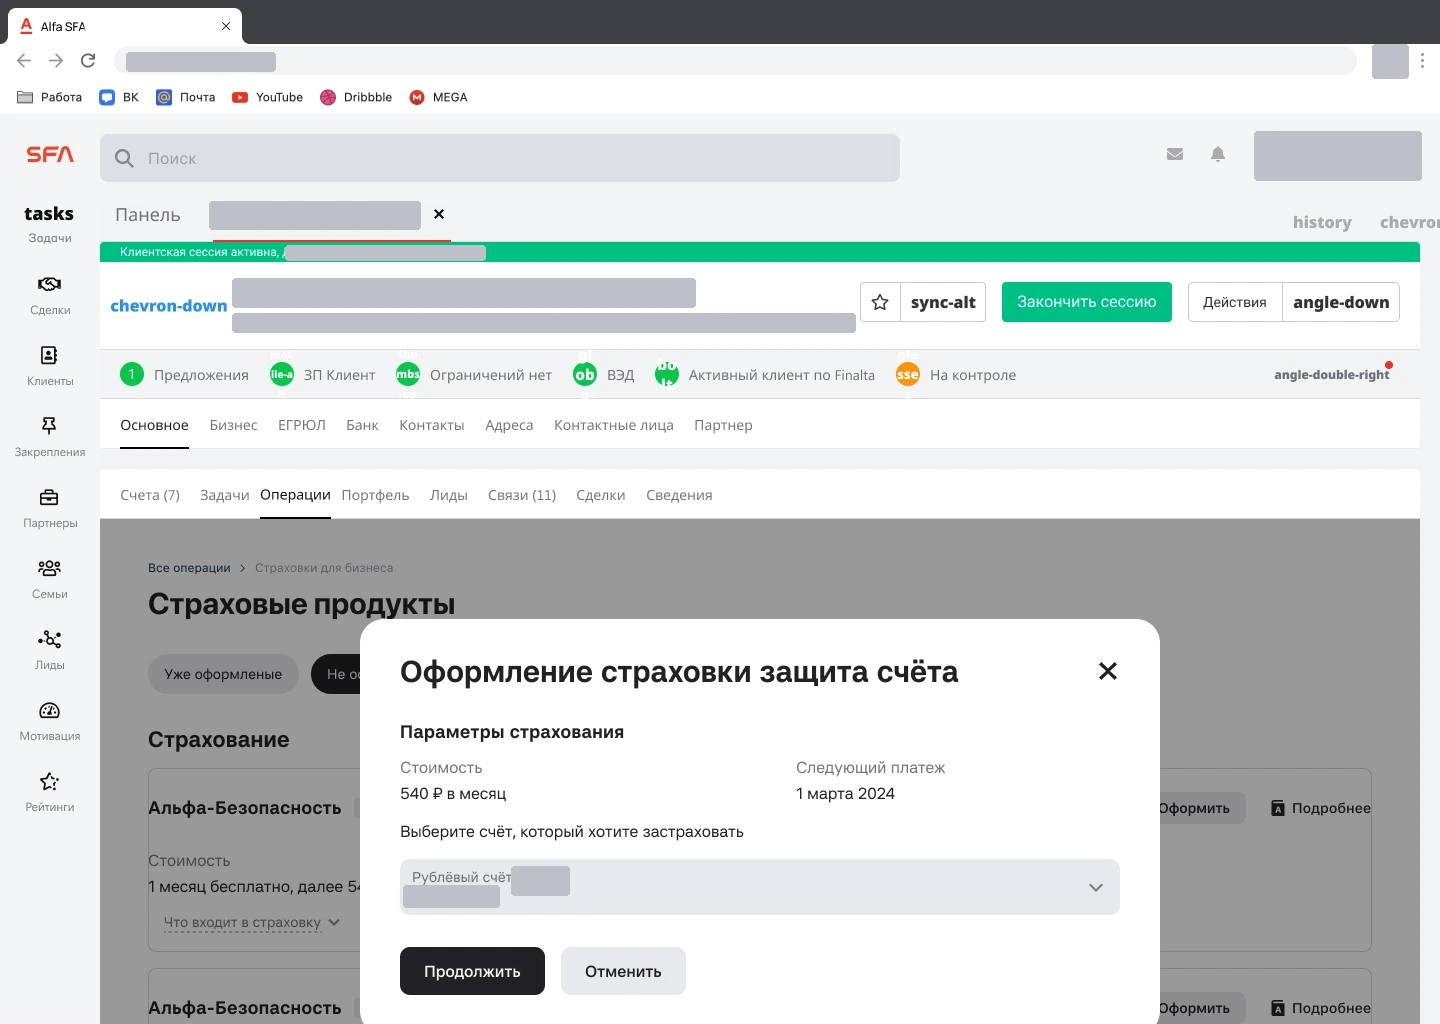 Alfa SFA
Работа ВК Почта YouTube Dribbble MEGA
SFA
Поиск
tasks
Задачи
Панель
history chevron
Клиентская сессия активна,
chevron-down
sync-alt
Закончить сессию
Действия
angle-down
Сделки
1 Предложения
ЗП Клиент
Ограничений нет
ВЭД
Активный клиент по Finalta
На контроле
angle-double-right
Клиенты
Основное Бизнес ЕГРЮЛ Банк Контакты Адреса Контактные лица Партнер
Закрепления
Счета (7) Задачи Операции Портфель Лиды Связи (11) Сделки Сведения
Партнеры
Все операции > Страховки для бизнеса
Семьи
Страховые продукты
Лиды
Уже оформленые
Не ос
Мотивация
Страхование
Рейтинги
Альфа-Безопасность
Оформить
Подробнее
Стоимость
1 месяц бесплатно, далее 54
Что входит в страховку
Альфа-Безопасность
Оформить
Подробнее
Оформление страховки защита счёта
Параметры страхования
Стоимость
540 ₽ в месяц
Следующий платеж
1 марта 2024
Выберите счёт, который хотите застраховать
Рублёвый счёт
Продолжить
Отменить